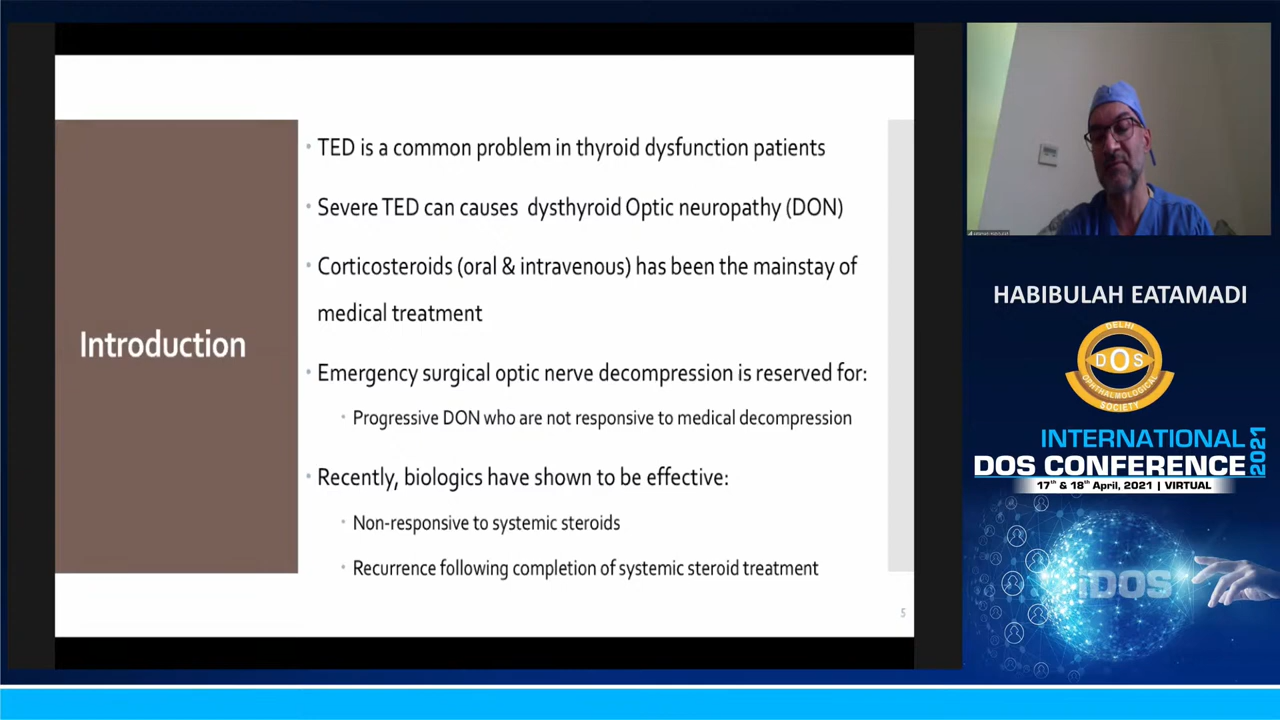 Introduction
TED is a common problem in thyroid dysfunction patients
Severe TED can causes dysthyroid Optic neuropathy (DON)
Corticosteroids (oral & intravenous) has been the mainstay of
medical treatment
Emergency surgical optic nerve decompression is reserved for:
Progressive DON who are not responsive to medical decompression
Recently, biologics have shown to be effective:
Non-responsive to systemic steroids
Recurrence following completion of systemic steroid treatment
5
HABIBULAH EATAMADI
DELHI
DOS
OPHTHALMOLOGICAL
SOCIETY
INTERNATIONAL
DOS CONFERENCE
2021
17th & 18th April, 2021 | VIRTUAL
iDOS